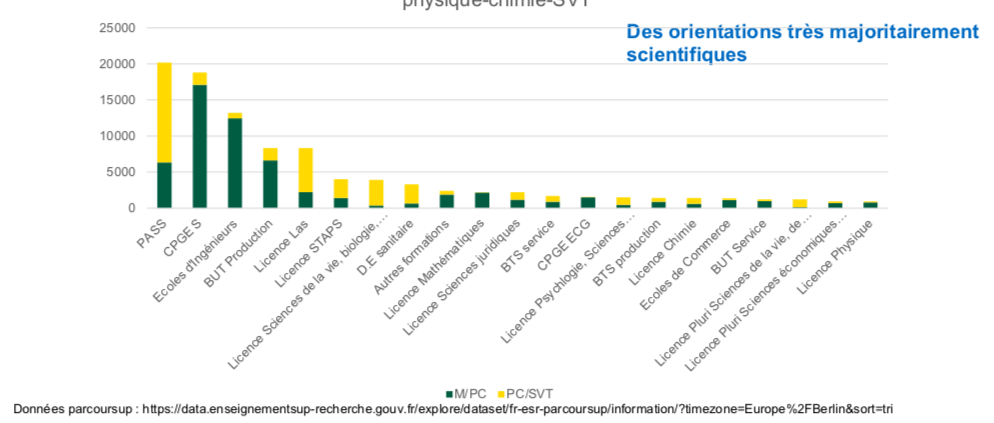 physique-chimie-SVT
Des orientations très majoritairement
scientifiques
25000
20000
15000
10000
5000
0
PASS
CPGE S
Ecoles d'Ingénieurs
BUT Production
Licence Las
Licence STAPS
Licence Sciences de la vie, biologie…
D.E sanitaire
Autres formations
Licence Mathématiques
Licence Sciences juridiques
BTS service
CPGE ECG
Licence Psychologie, Sciences…
BTS production
Licence Chimie
Ecoles de Commerce
BUT Service
Licence Pluri Sciences de la vie, de…
Licence Pluri Sciences économiques…
Licence Physique
M/PC PC/SVT
Données parcoursup : https://data.enseignementsup-recherche.gouv.fr/explore/dataset/fr-esr-parcoursup/information/?timezone=Europe%2FBerlin&sort=tri